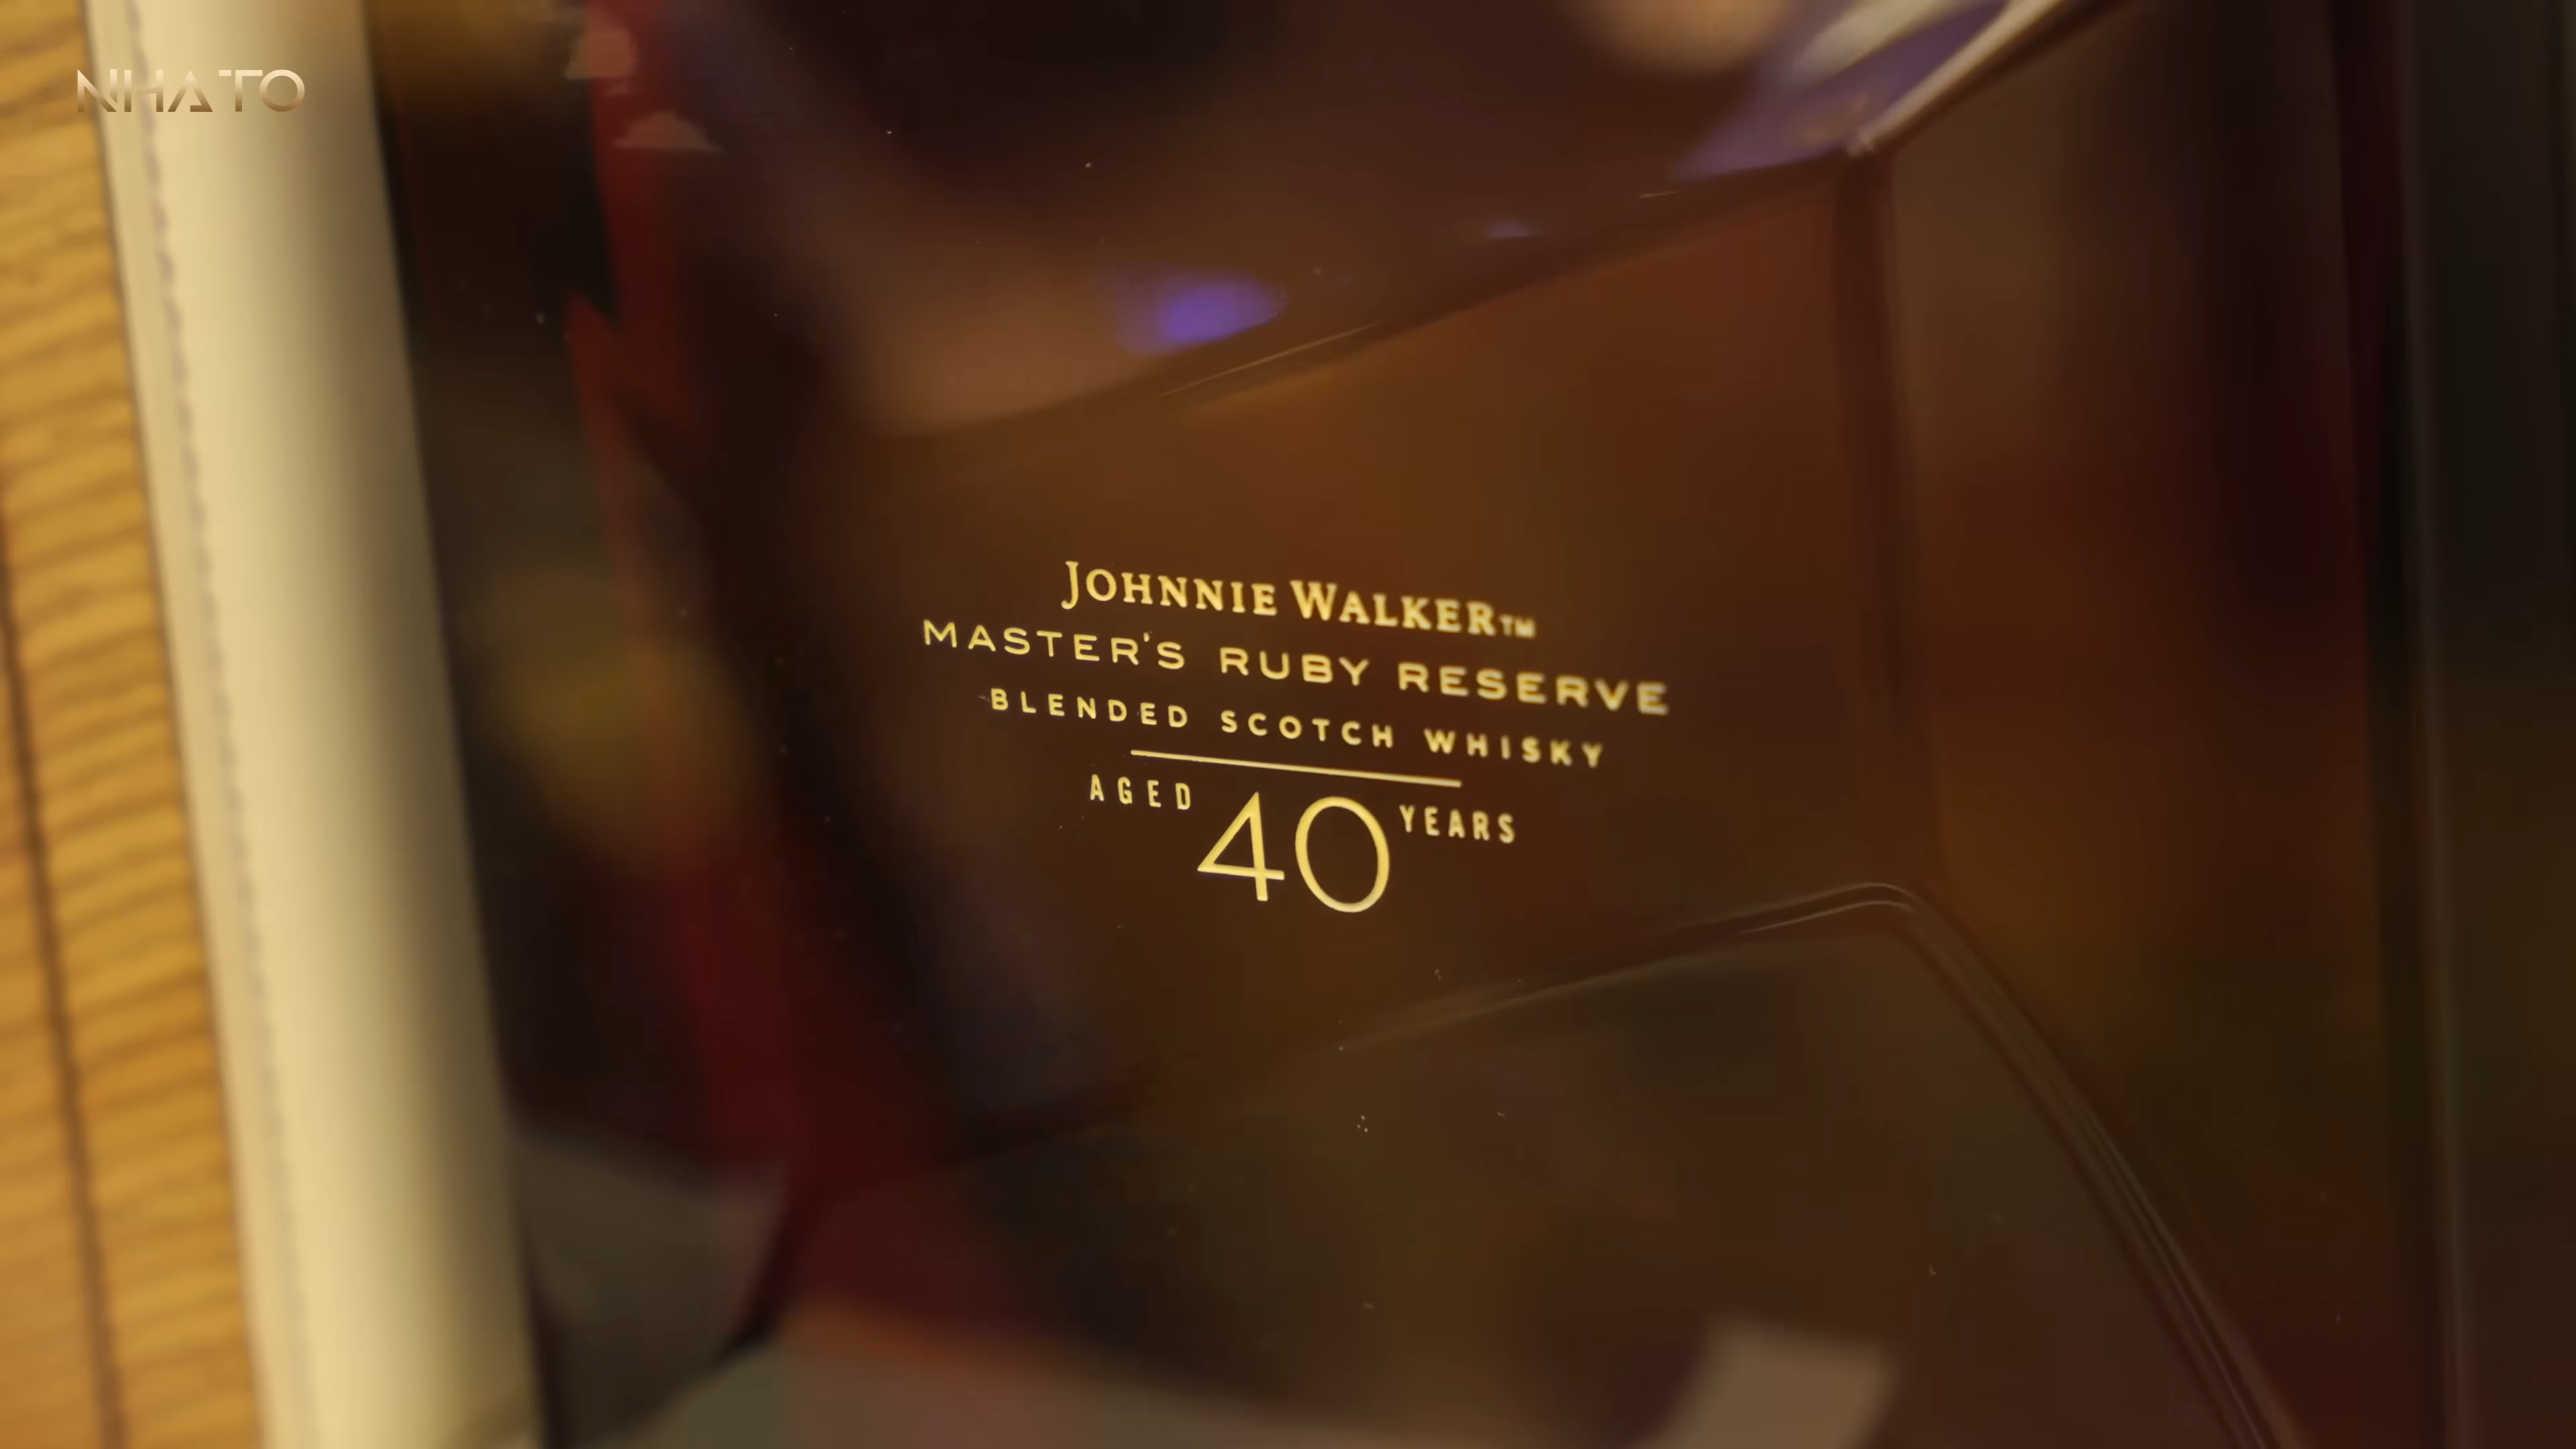 NHATO
JOHNNIE WALKER™
MASTER'S RUBY RESERVE
BLENDED SCOTCH WHISKY
AGED 40 YEARS